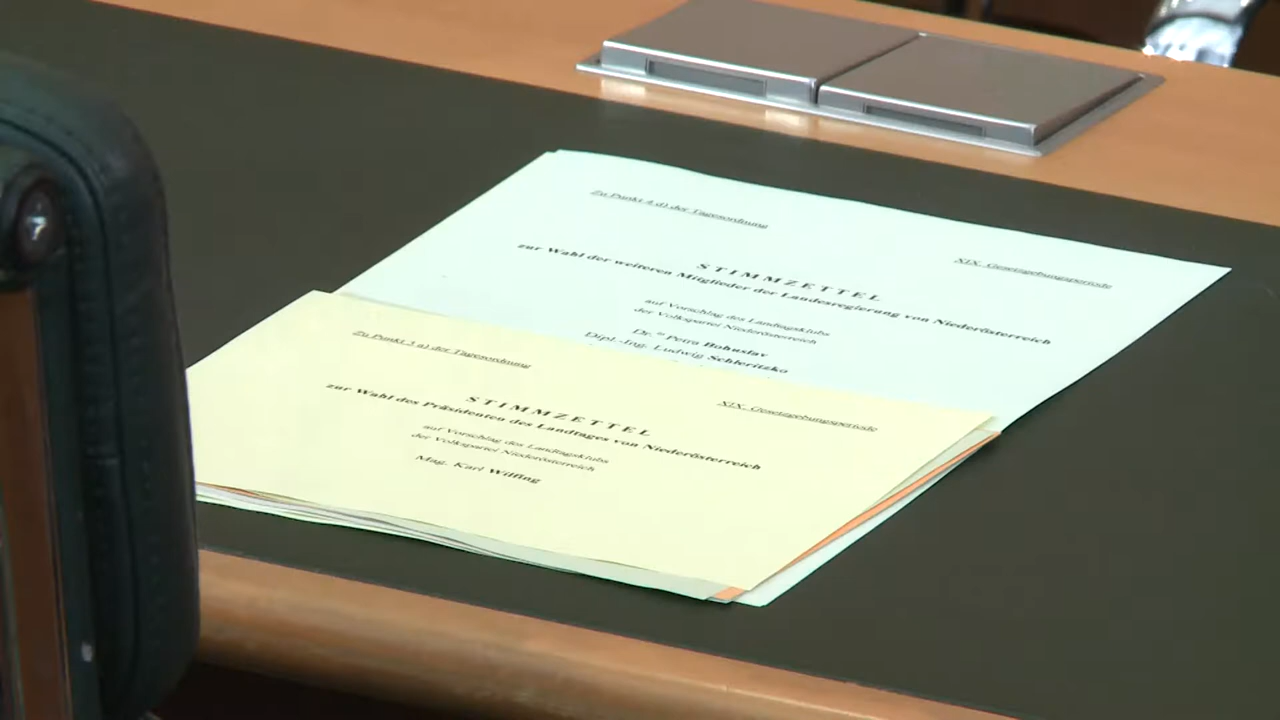 Zu Punkt 4 d) der Tagesordnung
XIX. Gesetzgebungsperiode
STIMMZETTEL
zur Wahl der weiteren Mitglieder der Landesregierung von Niederösterreich
auf Vorschlag des Landtagsklubs
der Volkspartei Niederösterreich
Dr.in Petra Bohuslav
Dipl.-Ing. Ludwig Schleritzko
Zu Punkt 3 a) der Tagesordnung
XIX. Gesetzgebungsperiode
STIMMZETTEL
zur Wahl des Präsidenten des Landtages von Niederösterreich
auf Vorschlag des Landtagsklubs
der Volkspartei Niederösterreich
Mag. Karl Wilfing